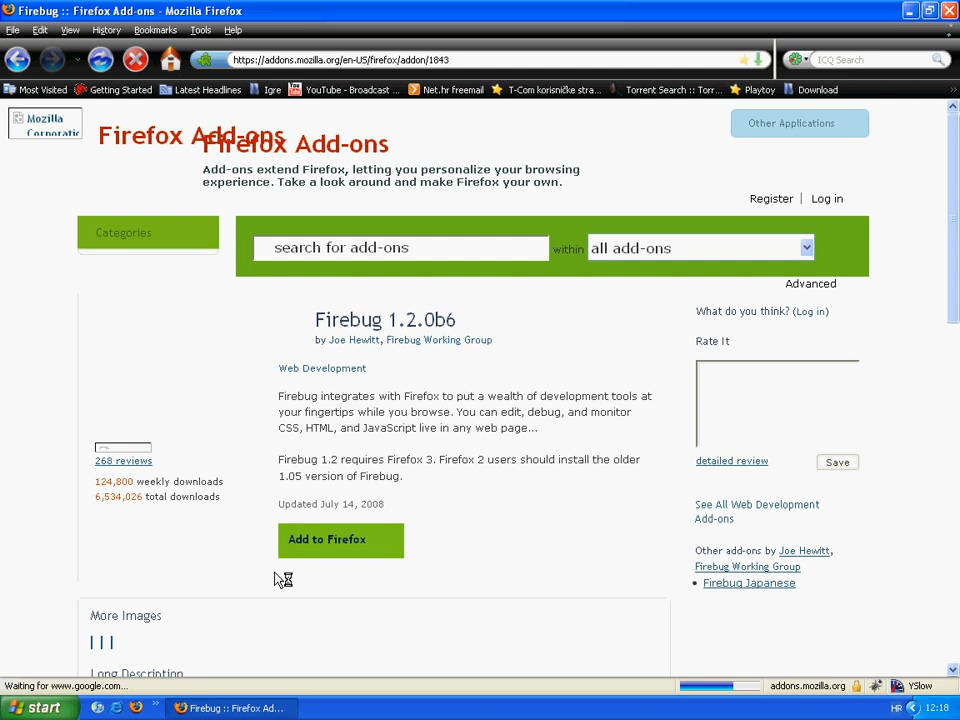 Firebug :: Firefox Add-ons - Mozilla Firefox
File Edit View History Bookmarks Tools Help
https://addons.mozilla.org/en-US/firefox/addon/1843
ICQ Search
Most Visited Getting Started Latest Headlines Igre YouTube - Broadcast ... Net.hr freemail T-Com korisničke stra... Torrent Search :: Torr... Playtoy Download
Mozilla
Corporatic
Firefox Add-ons
Firefox Add-ons
Other Applications
Add-ons extend Firefox, letting you personalize your browsing
experience. Take a look around and make Firefox your own.
Register | Log in
Categories
search for add-ons within all add-ons
Advanced
Firebug 1.2.0b6
by Joe Hewitt, Firebug Working Group
Web Development
Firebug integrates with Firefox to put a wealth of development tools at
your fingertips while you browse. You can edit, debug, and monitor
CSS, HTML, and JavaScript live in any web page...
Firebug 1.2 requires Firefox 3. Firefox 2 users should install the older
1.05 version of Firebug.
Updated July 14, 2008
Add to Firefox
268 reviews
124,800 weekly downloads
6,534,026 total downloads
What do you think? (Log in)
Rate It
detailed review Save
See All Web Development
Add-ons
Other add-ons by Joe Hewitt,
Firebug Working Group
Firebug Japanese
More Images
Long Description
Waiting for www.google.com... addons.mozilla.org YSlow
start Firebug :: Firefox Ad... HR 12:18